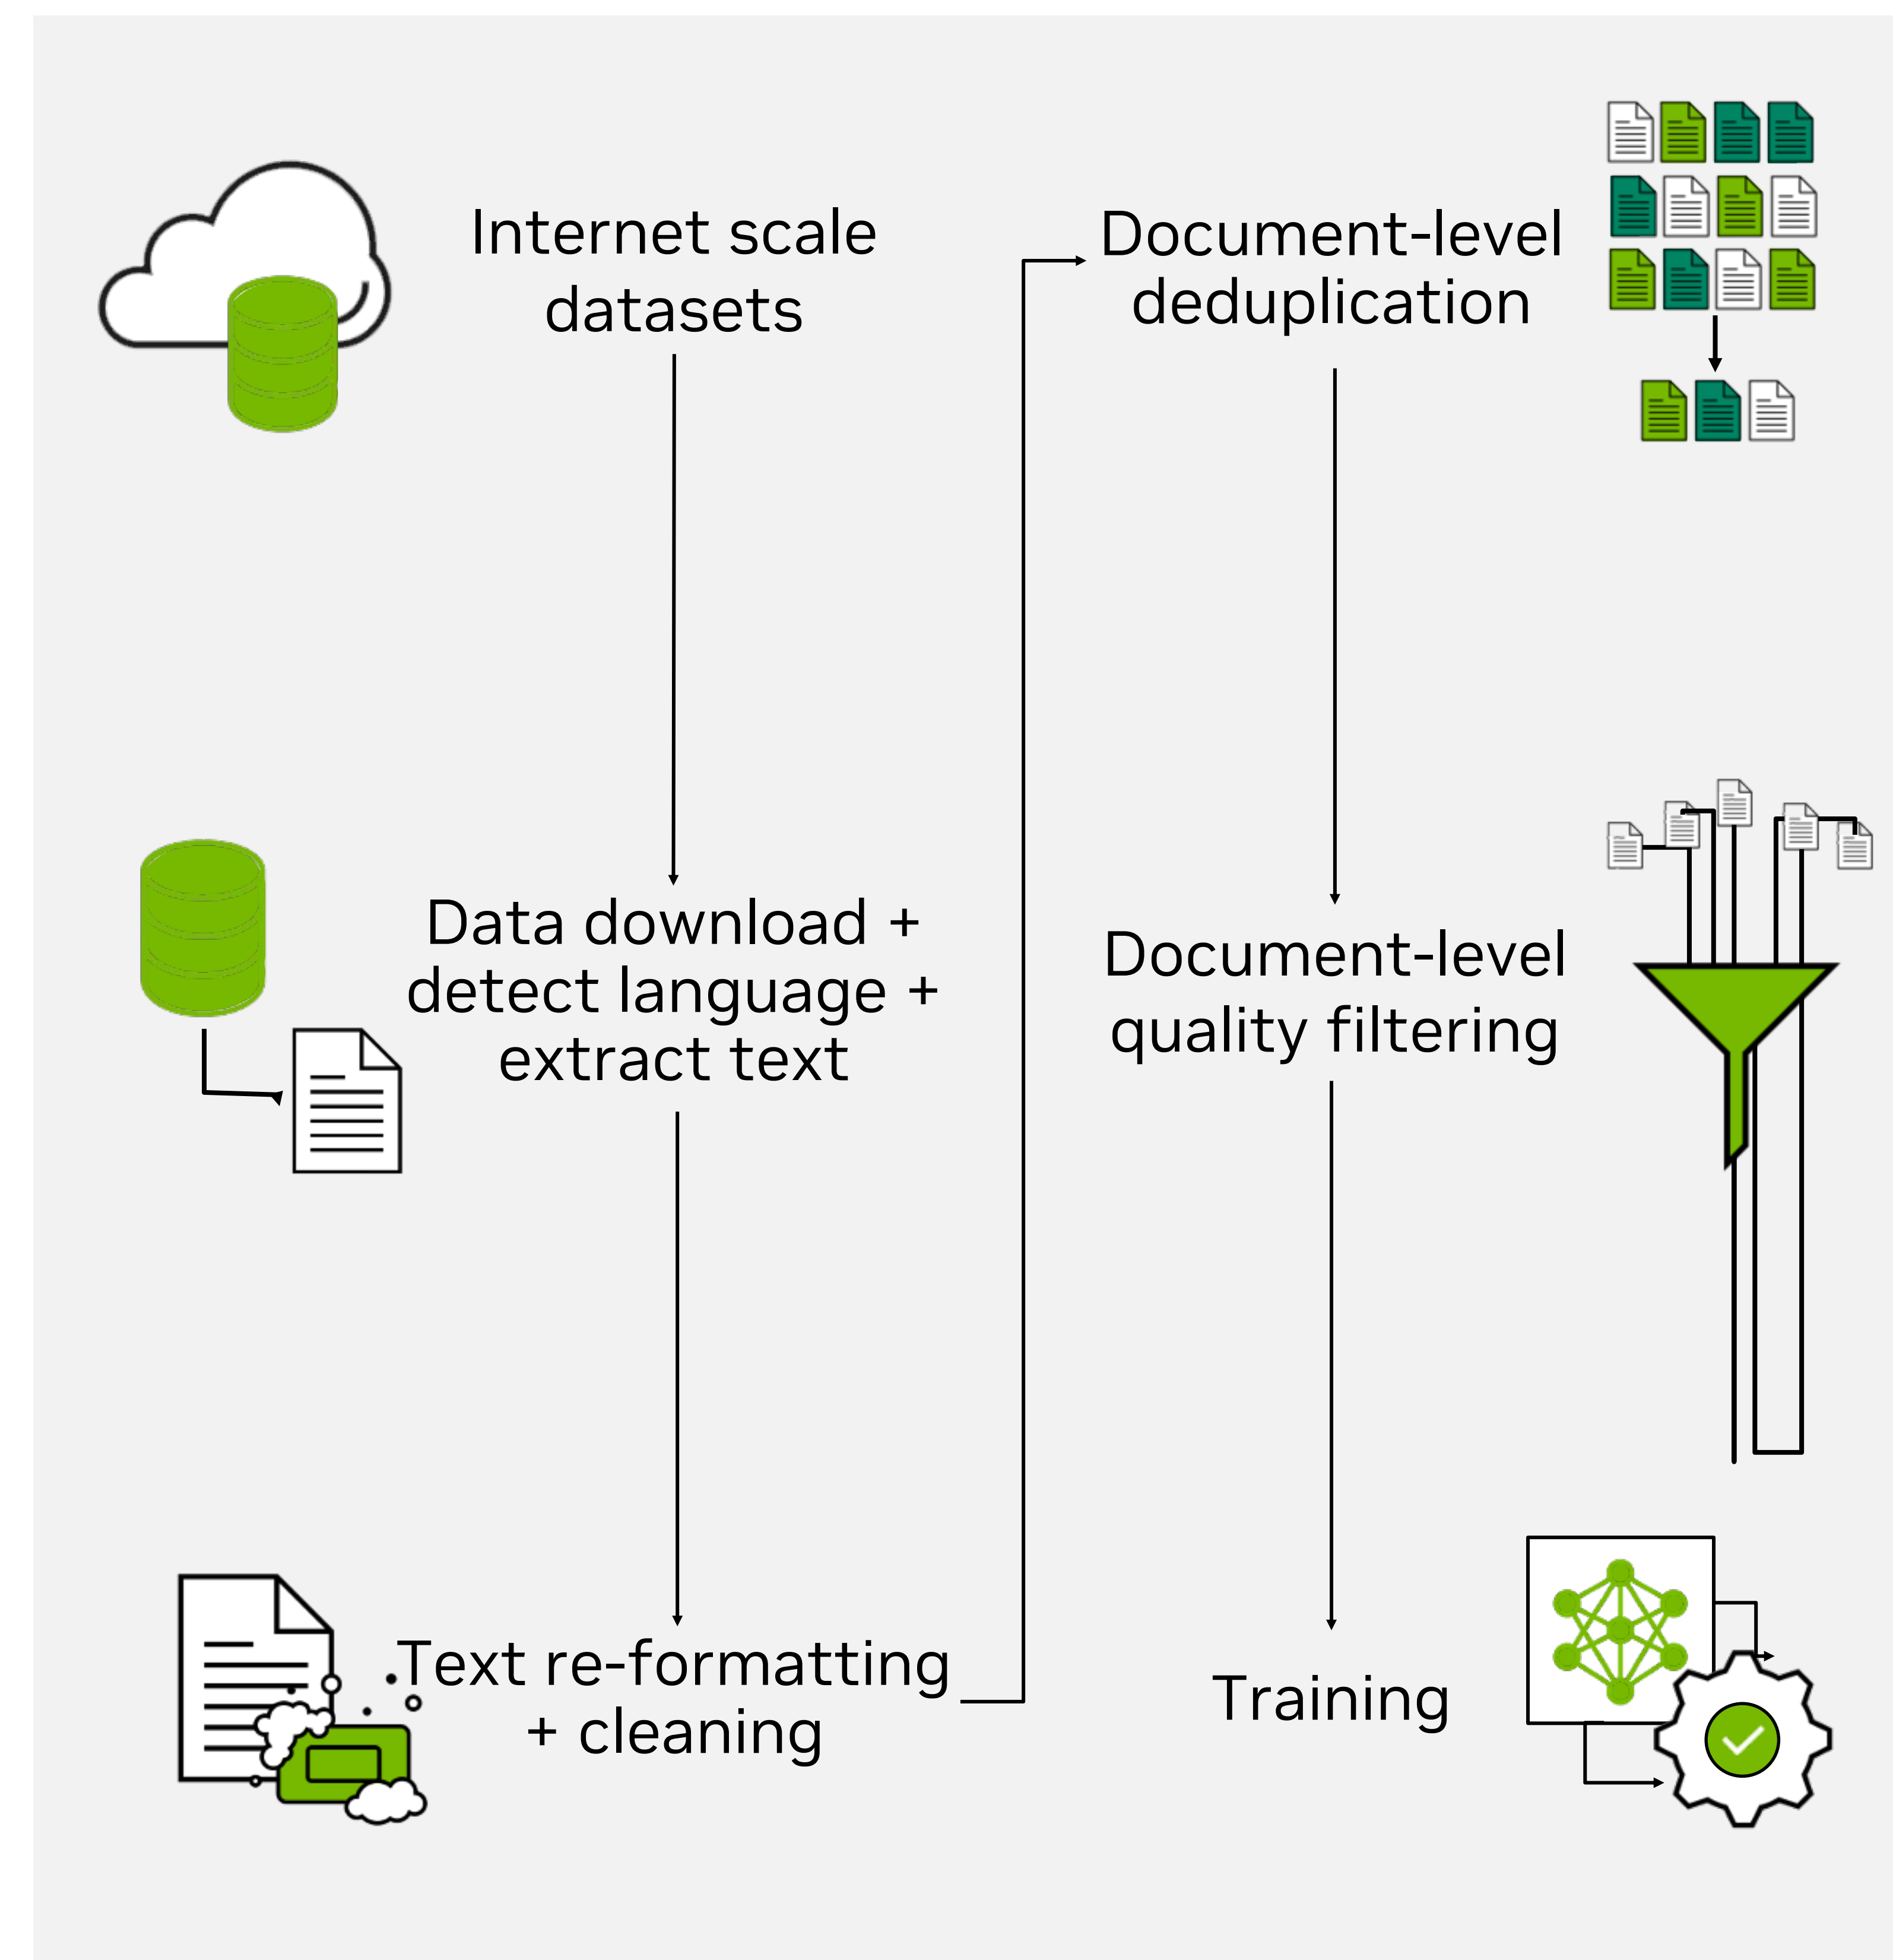 Internet scale
datasets
Data download +
detect language +
extract text
Text re-formatting
+ cleaning
Document-level
deduplication
Document-level
quality filtering
Training